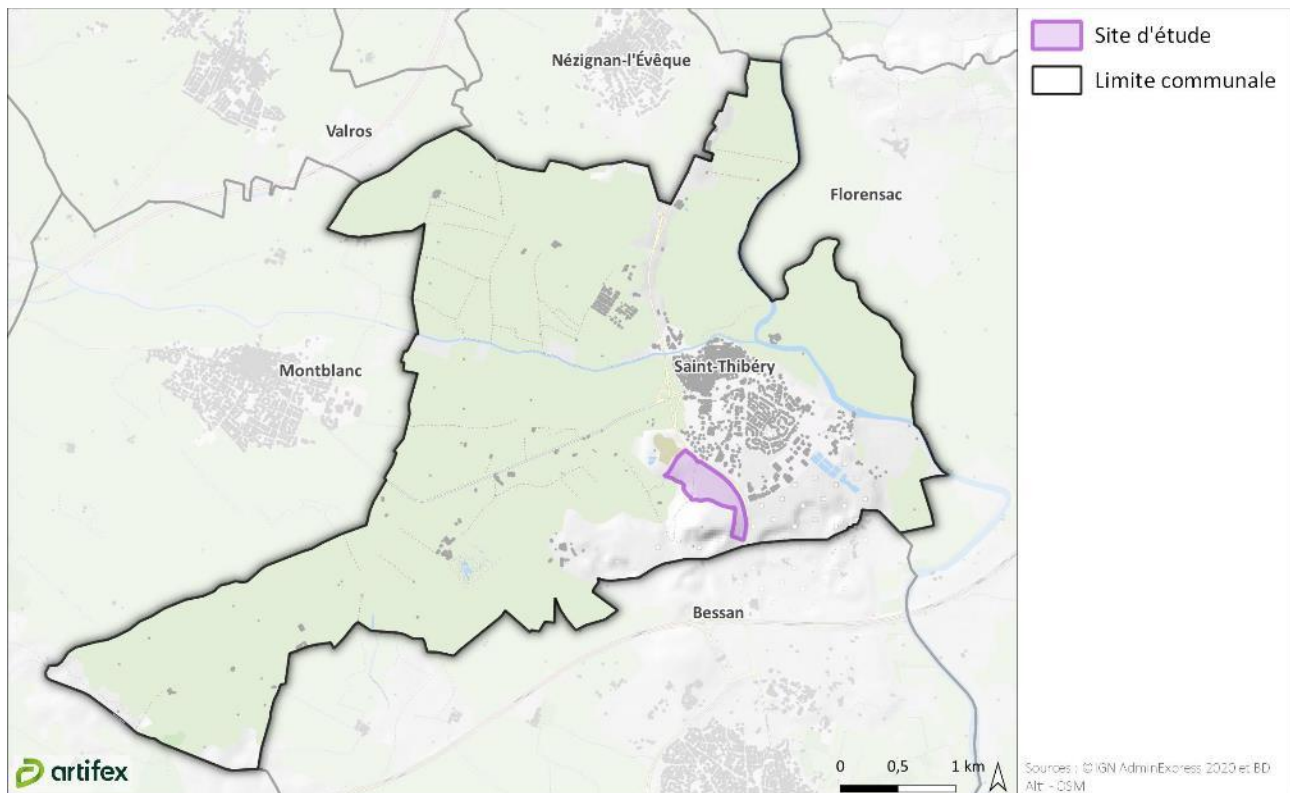 Nézignan-l'Évêque
Valros
Florensac
Saint-Thibéry
Montblanc
Bessan
artifex
0 0,5 1 km
Site d'étude
Limite communale
Sources : ©IGN AdminExpress 2020 et BD
Alti - OSM